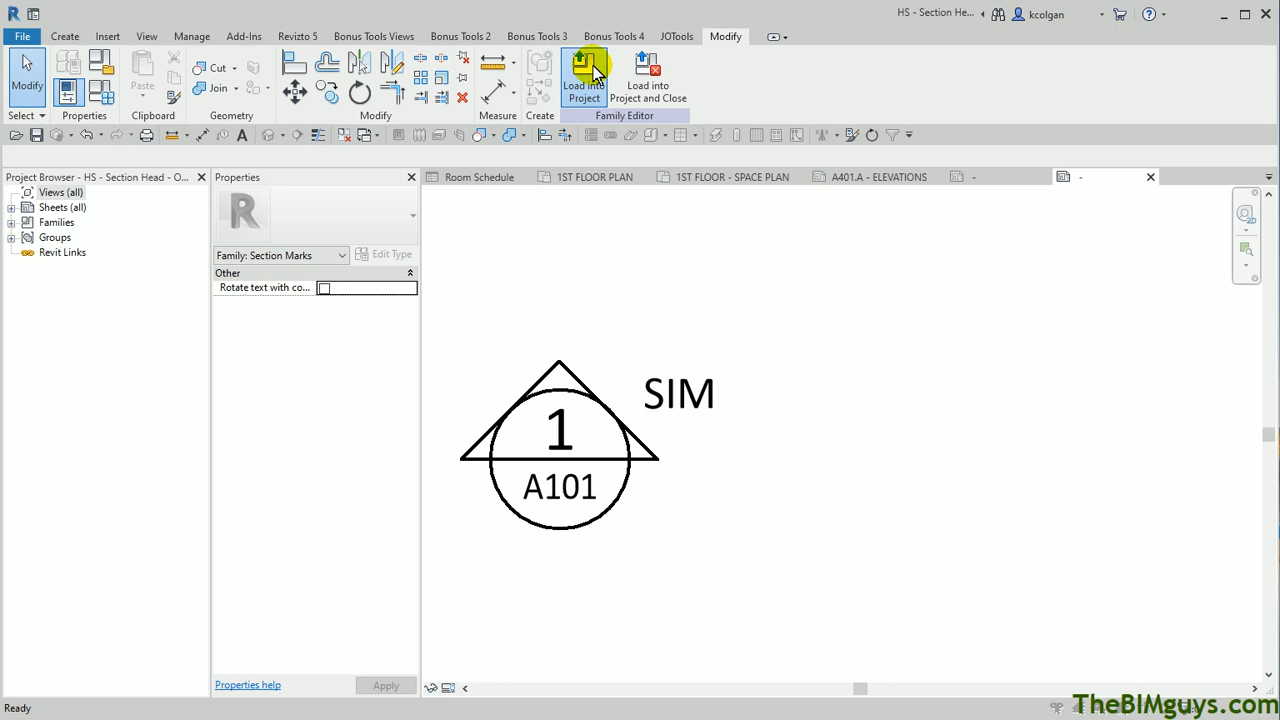 HS - Section He...
kcolgan
File Create Insert View Manage Add-Ins Revizto 5 Bonus Tools Views Bonus Tools 2 Bonus Tools 3 Bonus Tools 4 JOTools Modify
Modify
Paste
Cut
Join
Load into Project
Load into Project and Close
Select Properties Clipboard Geometry Modify Measure Create Family Editor
Project Browser - HS - Section Head - O...
Views (all)
Sheets (all)
Families
Groups
Revit Links
Properties
Family: Section Marks
Edit Type
Other
Rotate text with co...
Properties help
Apply
Room Schedule 1ST FLOOR PLAN 1ST FLOOR - SPACE PLAN A401.A - ELEVATIONS - -
SIM
1
A101
2D
Ready
TheBIMguys.com